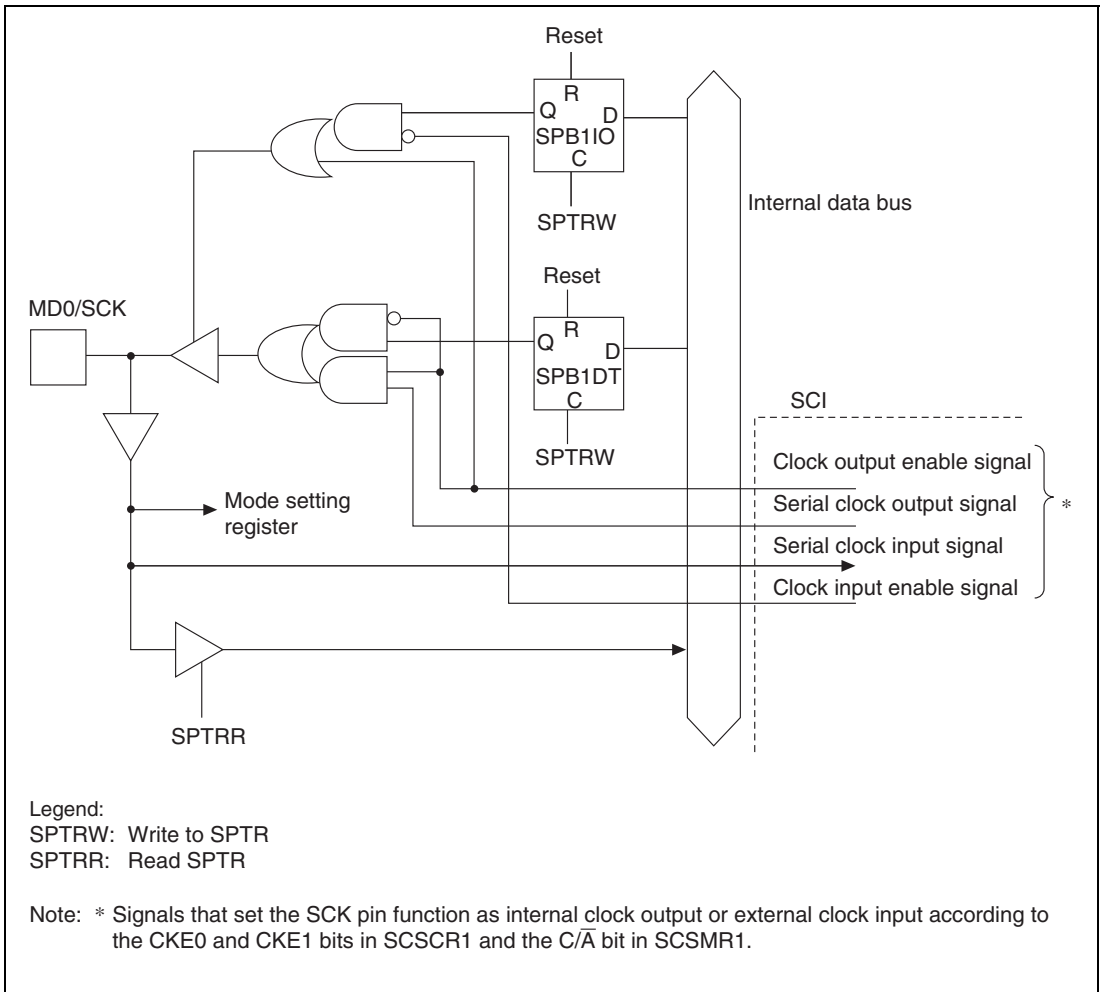 Reset
R
Q
D
SPB1IO
C
SPTRW
Internal data bus
Reset
MD0/SCK
R
Q
D
SPB1DT
C
SPTRW
SCI
Clock output enable signal
Serial clock output signal
*
Mode setting
register
Serial clock input signal
Clock input enable signal
SPTRR
Legend:
SPTRW: Write to SPTR
SPTRR: Read SPTR
Note: * Signals that set the SCK pin function as internal clock output or external clock input according to
the CKE0 and CKE1 bits in SCSCR1 and the C/A̅ bit in SCSMR1.